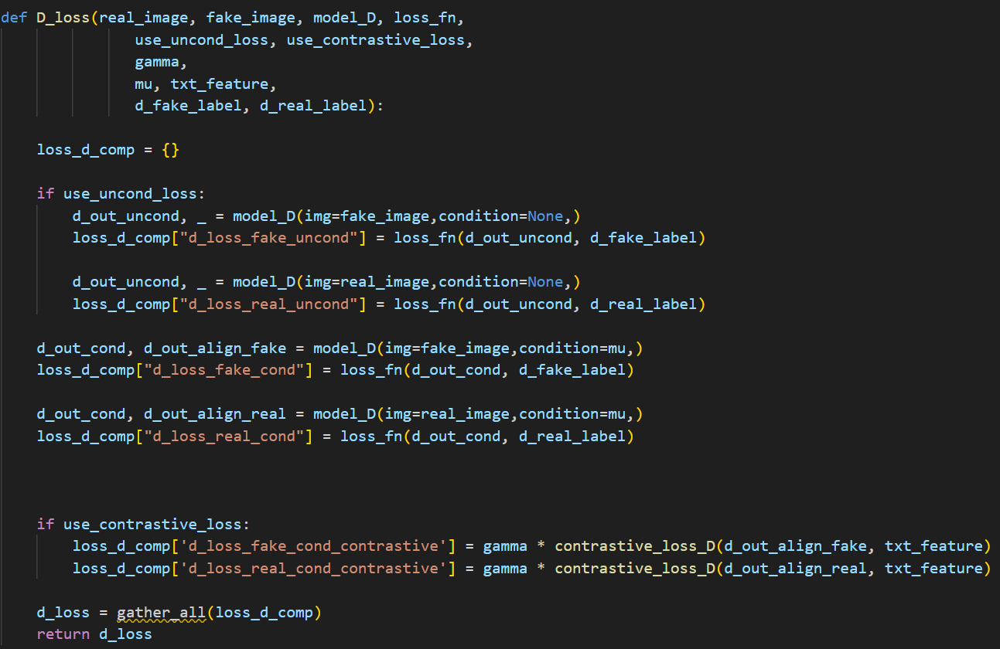 def D_loss(real_image, fake_image, model_D, loss_fn,
           use_uncond_loss, use_contrastive_loss,
           gamma,
           mu, txt_feature,
           d_fake_label, d_real_label):
    loss_d_comp = {}
    if use_uncond_loss:
        d_out_uncond, _ = model_D(img=fake_image,condition=None,)
        loss_d_comp["d_loss_fake_uncond"] = loss_fn(d_out_uncond, d_fake_label)
        d_out_uncond, _ = model_D(img=real_image,condition=None,)
        loss_d_comp["d_loss_real_uncond"] = loss_fn(d_out_uncond, d_real_label)
    d_out_cond, d_out_align_fake = model_D(img=fake_image,condition=mu,)
    loss_d_comp["d_loss_fake_cond"] = loss_fn(d_out_cond, d_fake_label)
    d_out_cond, d_out_align_real = model_D(img=real_image,condition=mu,)
    loss_d_comp["d_loss_real_cond"] = loss_fn(d_out_cond, d_real_label)
    if use_contrastive_loss:
        loss_d_comp['d_loss_fake_cond_contrastive'] = gamma * contrastive_loss_D(d_out_align_fake, txt_feature)
        loss_d_comp['d_loss_real_cond_contrastive'] = gamma * contrastive_loss_D(d_out_align_real, txt_feature)
    d_loss = gather_all(loss_d_comp)
    return d_loss